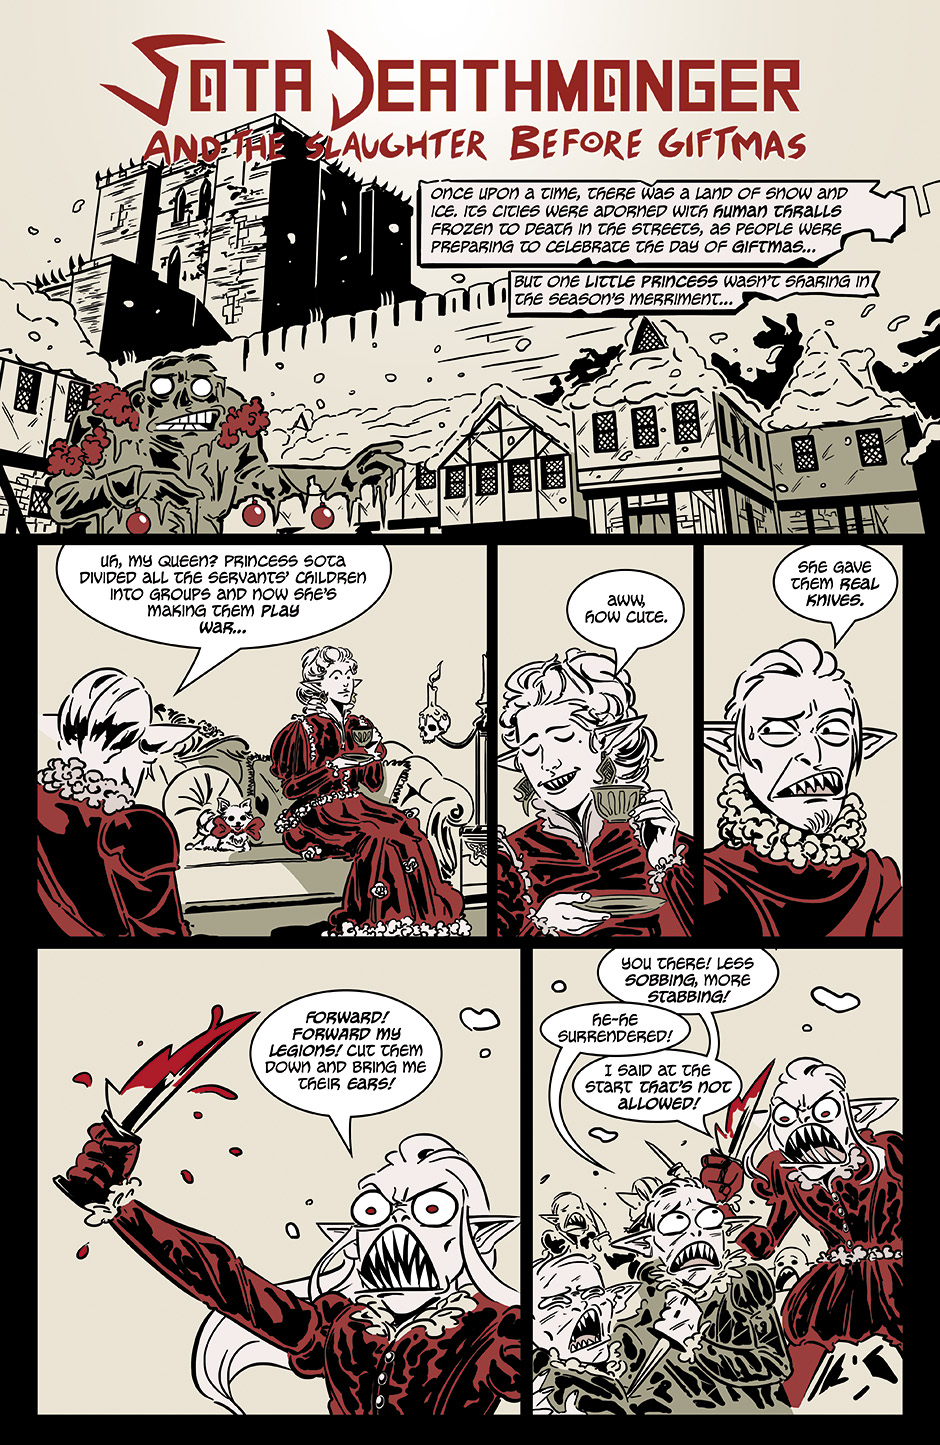 SOTA DEATHMONGER
AND THE SLAUGHTER BEFORE GIFTMAS
ONCE UPON A TIME, THERE WAS A LAND OF SNOW AND
ICE. ITS CITIES WERE ADORNED WITH HUMAN THRALLS
FROZEN TO DEATH IN THE STREETS, AS PEOPLE WERE
PREPARING TO CELEBRATE THE DAY OF GIFTMAS...
BUT ONE LITTLE PRINCESS WASN'T SHARING IN
THE SEASON'S MERRIMENT...
UH, MY QUEEN? PRINCESS SOTA
DIVIDED ALL THE SERVANTS' CHILDREN
INTO GROUPS AND NOW SHE'S
MAKING THEM PLAY
WAR...
AWW,
HOW CUTE.
SHE GAVE
THEM REAL
KNIVES.
FORWARD!
FORWARD MY
LEGIONS! CUT THEM
DOWN AND BRING ME
THEIR EARS!
YOU THERE! LESS
SOBBING, MORE
STABBING!
HE-HE
SURRENDERED!
I SAID AT THE
START THAT'S NOT
ALLOWED!